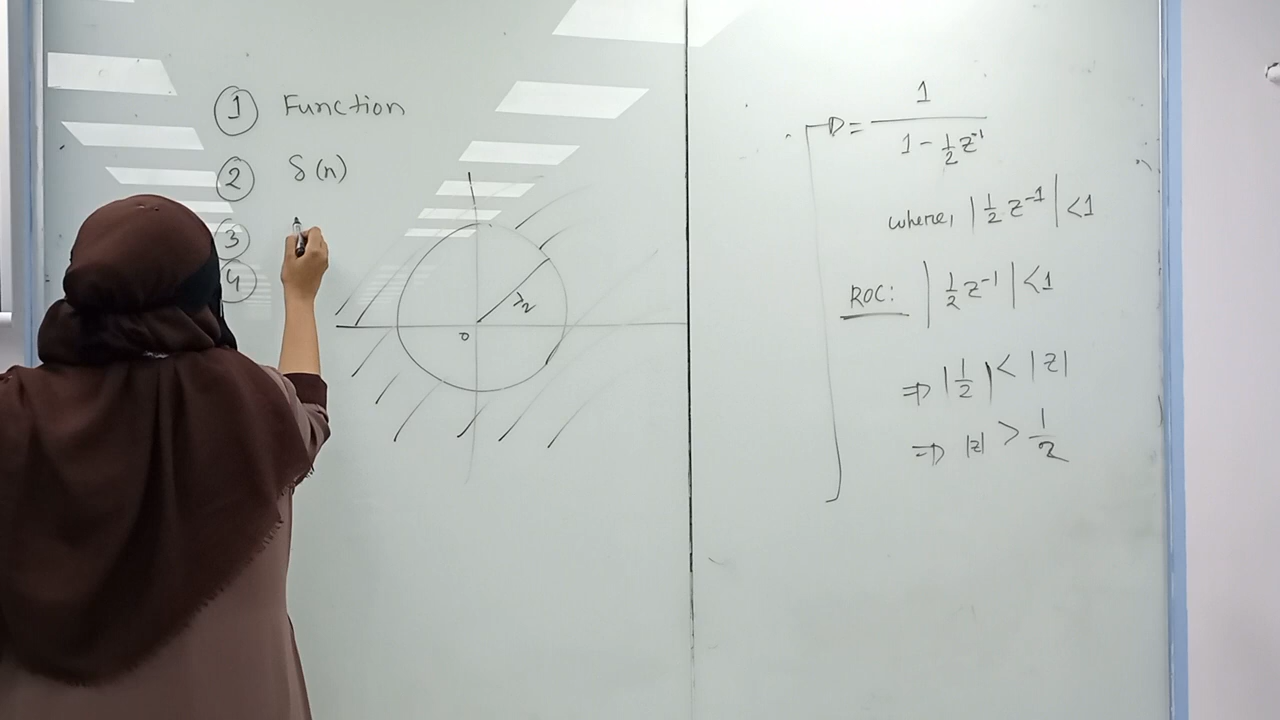 ① Function
② δ(n)
③
④
0
1/2
⇒ = 1 / (1 - 1/2 z⁻¹)
where, |1/2 z⁻¹| < 1
ROC: |1/2 z⁻¹| < 1
⇒ |1/2| < |z|
⇒ |z| > 1/2